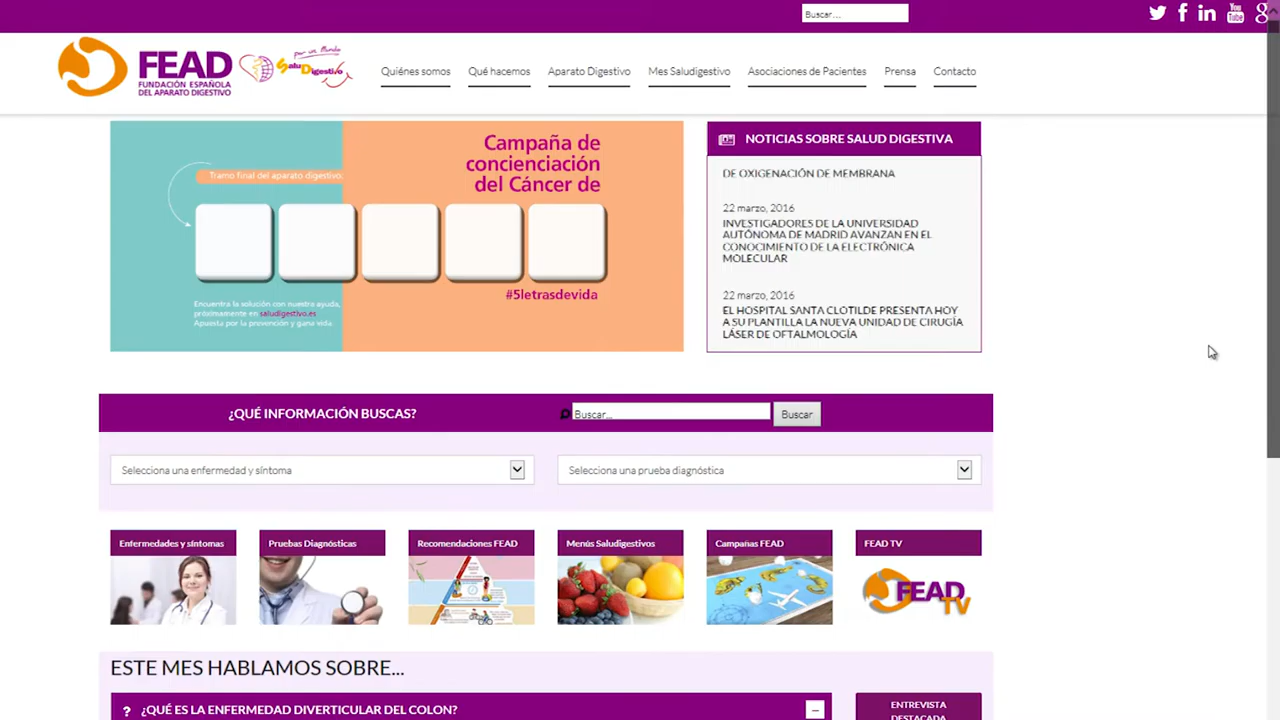 Buscar...
You
Tube
FEAD
FUNDACIÓN ESPAÑOLA
DEL APARATO DIGESTIVO
por un Mundo
SaluDigestivo
Quiénes somos
Qué hacemos
Aparato Digestivo
Mes Saludigestivo
Asociaciones de Pacientes
Prensa
Contacto
Tramo final del aparato digestivo:
Campaña de
concienciación
del Cáncer de
#5letrasdevida
Encuentra la solución con nuestra ayuda,
próximamente en saludigestivo.es
Apuesta por la prevención y gana vida
NOTICIAS SOBRE SALUD DIGESTIVA
DE OXIGENACIÓN DE MEMBRANA
22 marzo, 2016
INVESTIGADORES DE LA UNIVERSIDAD
AUTÓNOMA DE MADRID AVANZAN EN EL
CONOCIMIENTO DE LA ELECTRÓNICA
MOLECULAR
22 marzo, 2016
EL HOSPITAL SANTA CLOTILDE PRESENTA HOY
A SU PLANTILLA LA NUEVA UNIDAD DE CIRUGÍA
LÁSER DE OFTALMOLOGÍA
¿QUÉ INFORMACIÓN BUSCAS?
Buscar...
Buscar
Selecciona una enfermedad y síntoma
Selecciona una prueba diagnóstica
Enfermedades y síntomas
Pruebas Diagnósticas
Recomendaciones FEAD
Menús Saludigestivos
Campañas FEAD
FEAD TV
FEAD
TV
ESTE MES HABLAMOS SOBRE...
? ¿QUÉ ES LA ENFERMEDAD DIVERTICULAR DEL COLON?
ENTREVISTA
DESTACADA